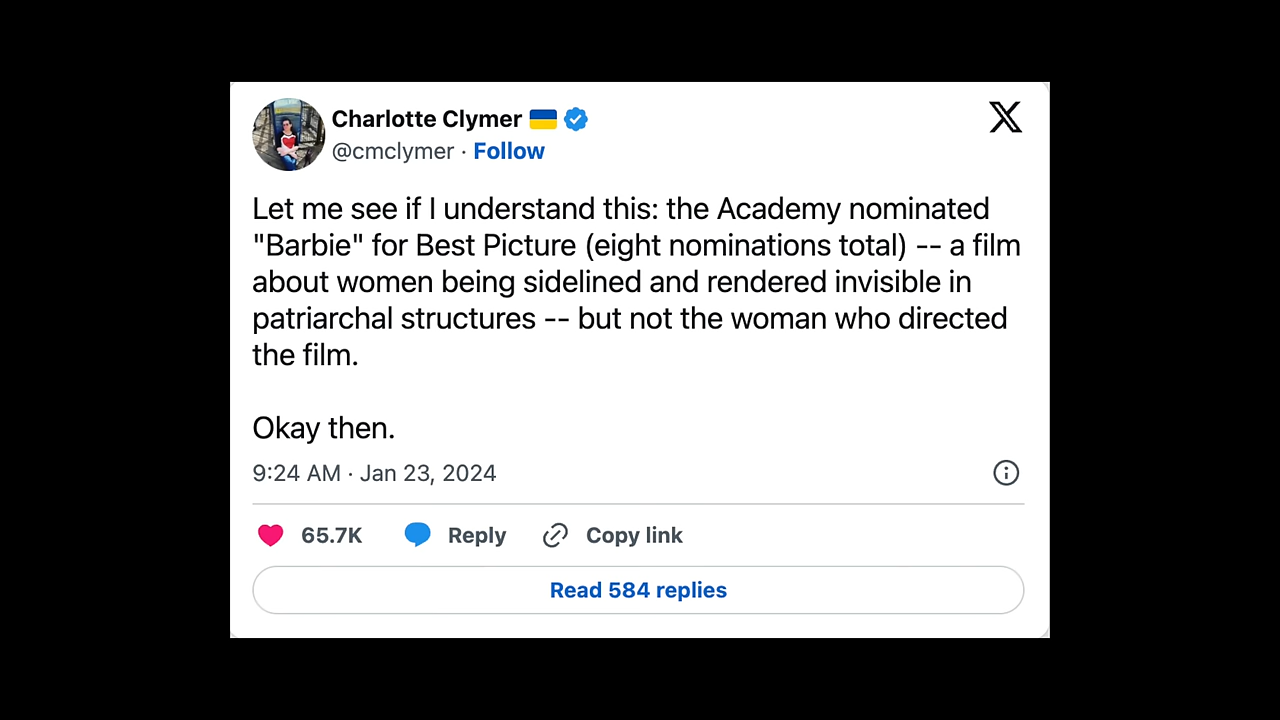 Charlotte Clymer 🇺🇦
@cmclymer · Follow
Let me see if I understand this: the Academy nominated
"Barbie" for Best Picture (eight nominations total) -- a film
about women being sidelined and rendered invisible in
patriarchal structures -- but not the woman who directed
the film.
Okay then.
9:24 AM · Jan 23, 2024
65.7K Reply Copy link
Read 584 replies